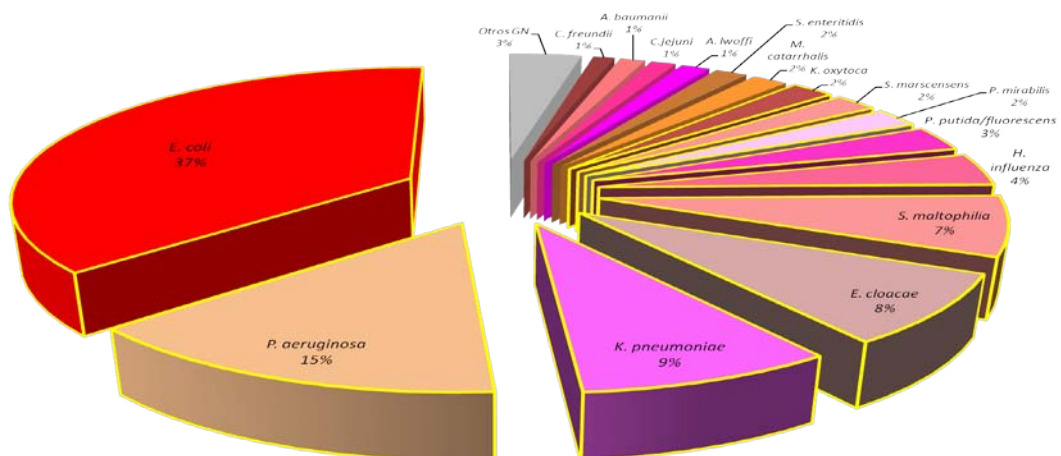 Otros GN
3%
C. freundii
1%
A. baumanii
1%
C.jejuni
1%
A. lwoffi
1%
S. enteritidis
2%
M.
catarrhalis
2%
K. oxytoca
2%
S. marscensens
2%
P. mirabilis
2%
P. putida/fluorescens
3%
H.
influenza
4%
S. maltophilia
7%
E. cloacae
8%
K. pneumoniae
9%
P. aeruginosa
15%
E. coli
37%